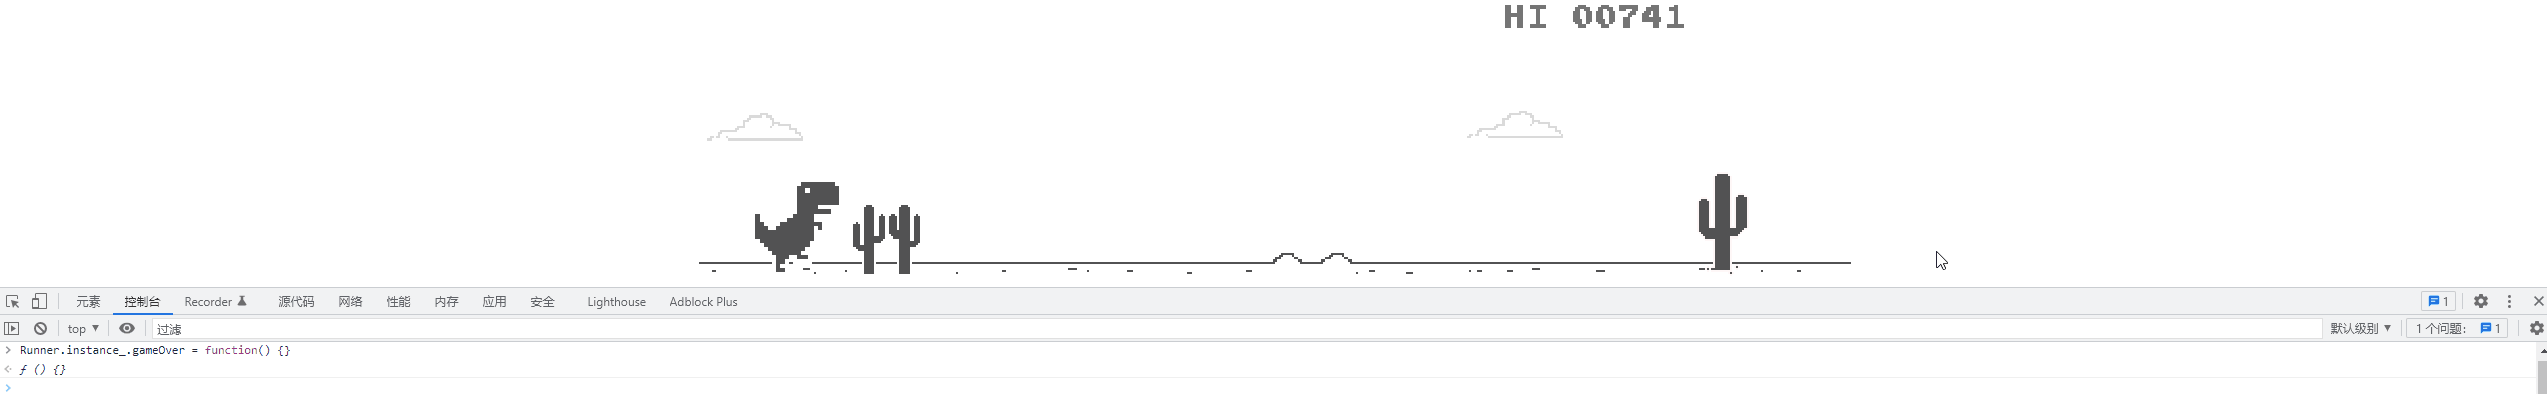 HI 00741
元素 控制台 Recorder 源代码 网络 性能 内存 应用 安全 Lighthouse Adblock Plus 1
top ▼ 过滤 默认级别 ▼ 1 个问题: 1
> Runner.instance_.gameOver = function() {}
ƒ () {}
>